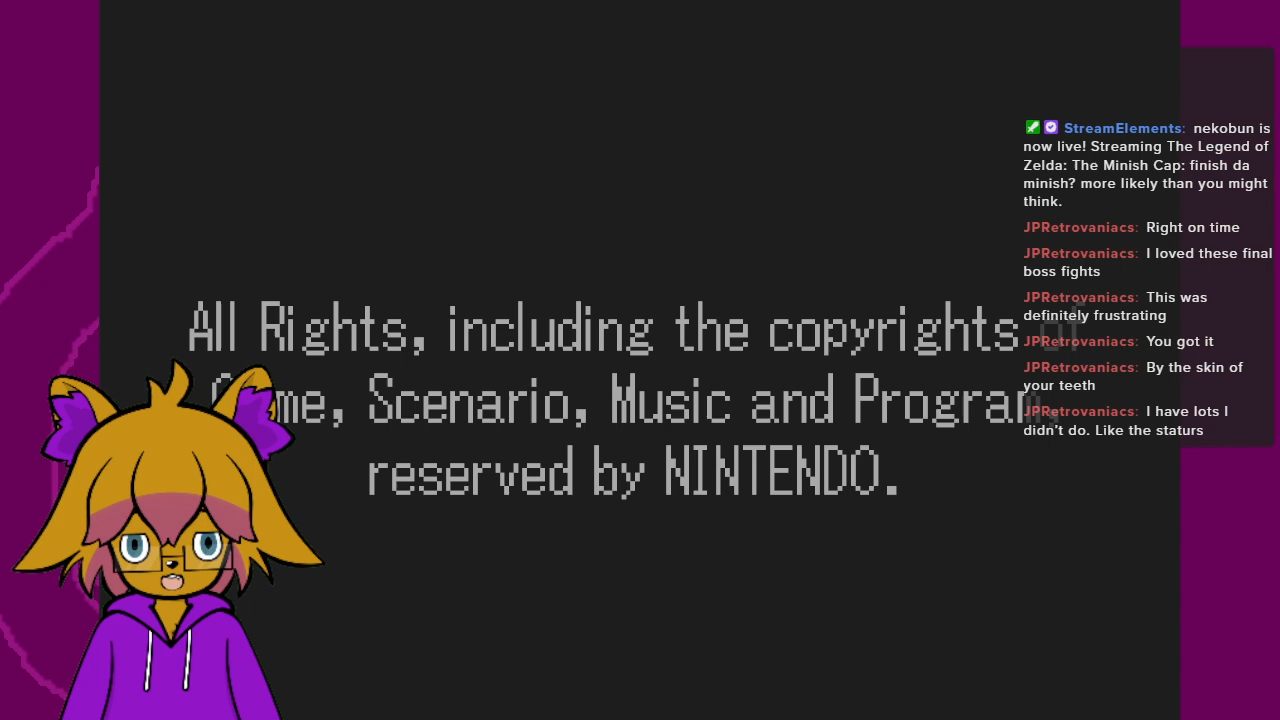 All Rights, including the copyrights of
Game, Scenario, Music and Program,
reserved by NINTENDO.
StreamElements: nekobun is
now live! Streaming The Legend of
Zelda: The Minish Cap: finish da
minish? more likely than you might
think.
JPRetrovaniacs: Right on time
JPRetrovaniacs: I loved these final
boss fights
JPRetrovaniacs: This was
definitely frustrating
JPRetrovaniacs: You got it
JPRetrovaniacs: By the skin of
your teeth
JPRetrovaniacs: I have lots I
didn't do. Like the staturs